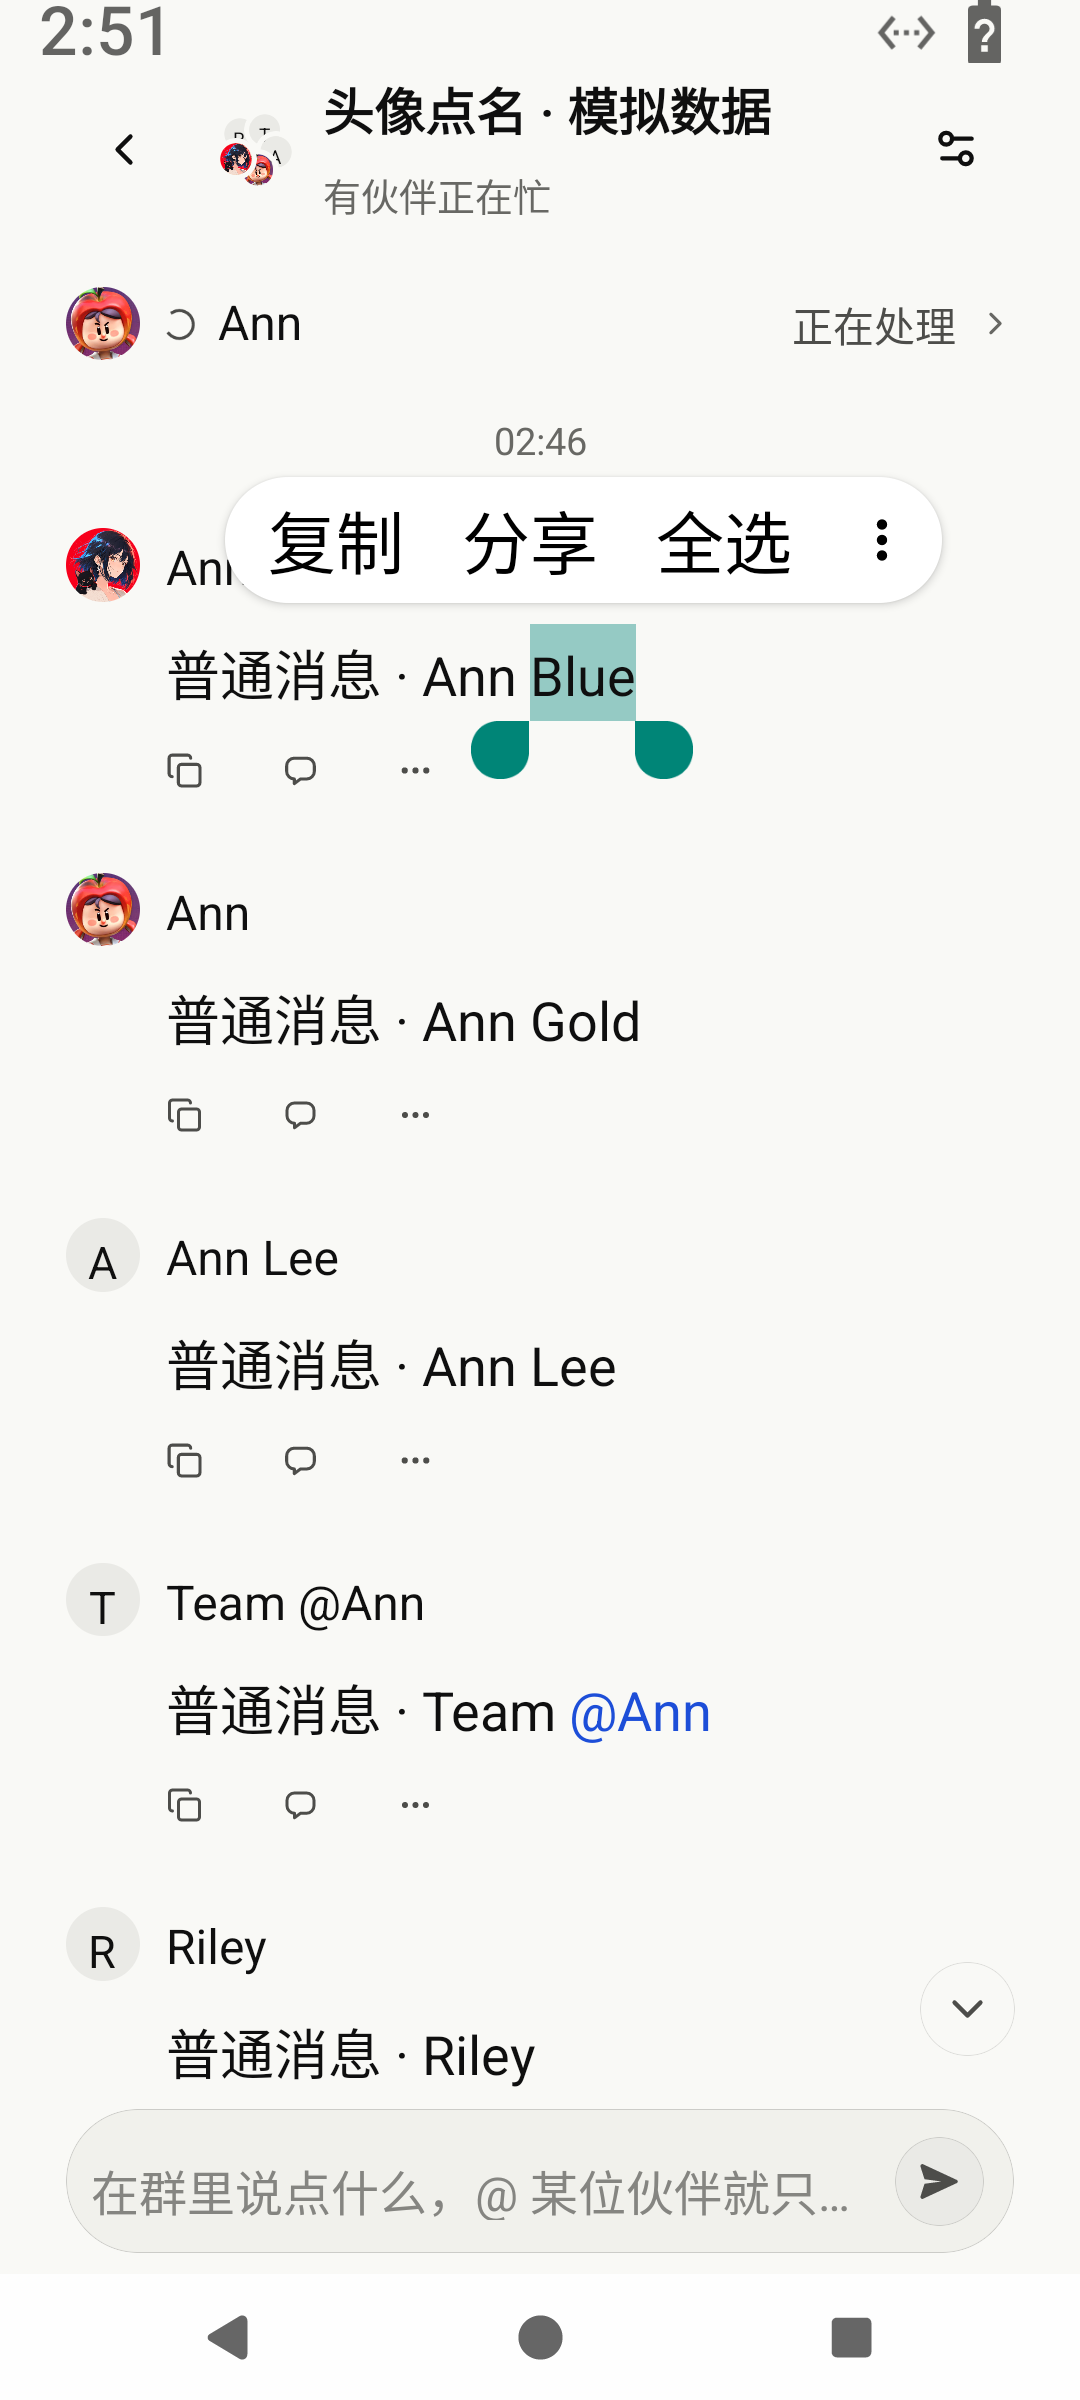 2:51
头像点名 · 模拟数据
有伙伴正在忙
Ann
正在处理
02:46
复制 分享 全选
普通消息 · Ann Blue
Ann
普通消息 · Ann Gold
A
Ann Lee
普通消息 · Ann Lee
T
Team @Ann
普通消息 · Team @Ann
R
Riley
普通消息 · Riley
在群里说点什么，@ 某位伙伴就只...